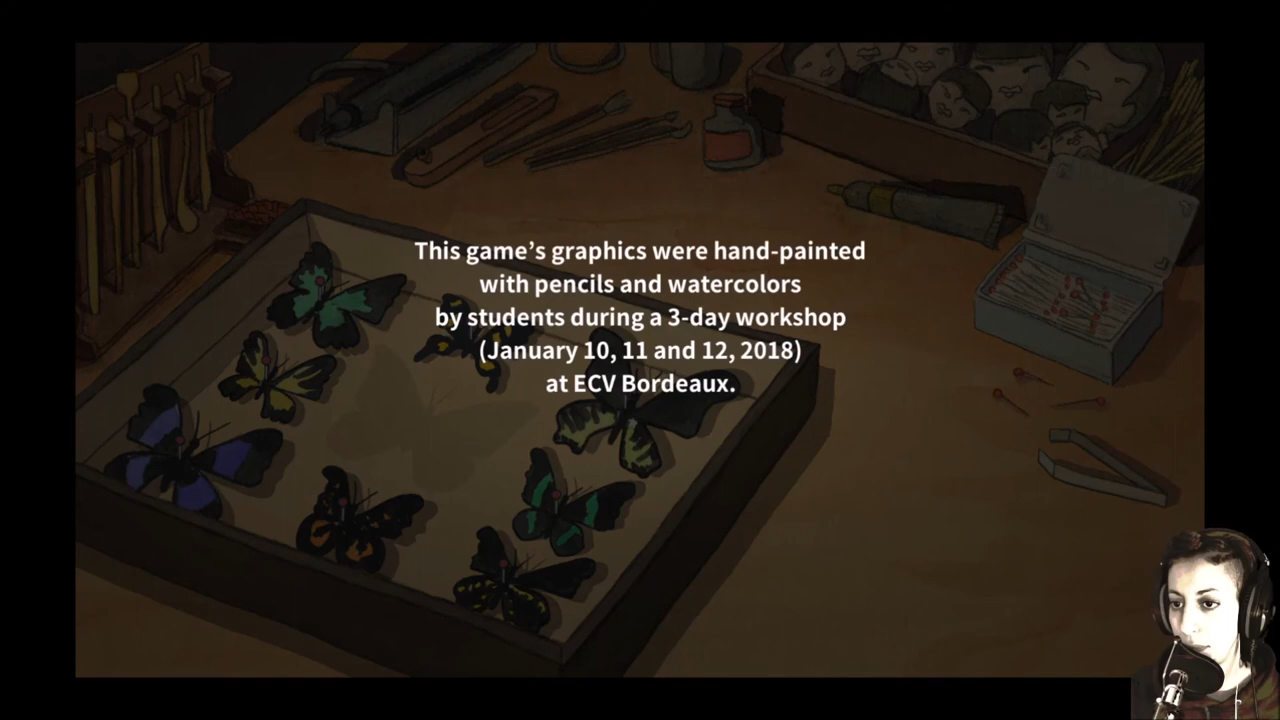 This game’s graphics were hand-painted
with pencils and watercolors
by students during a 3-day workshop
(January 10, 11 and 12, 2018)
at ECV Bordeaux.